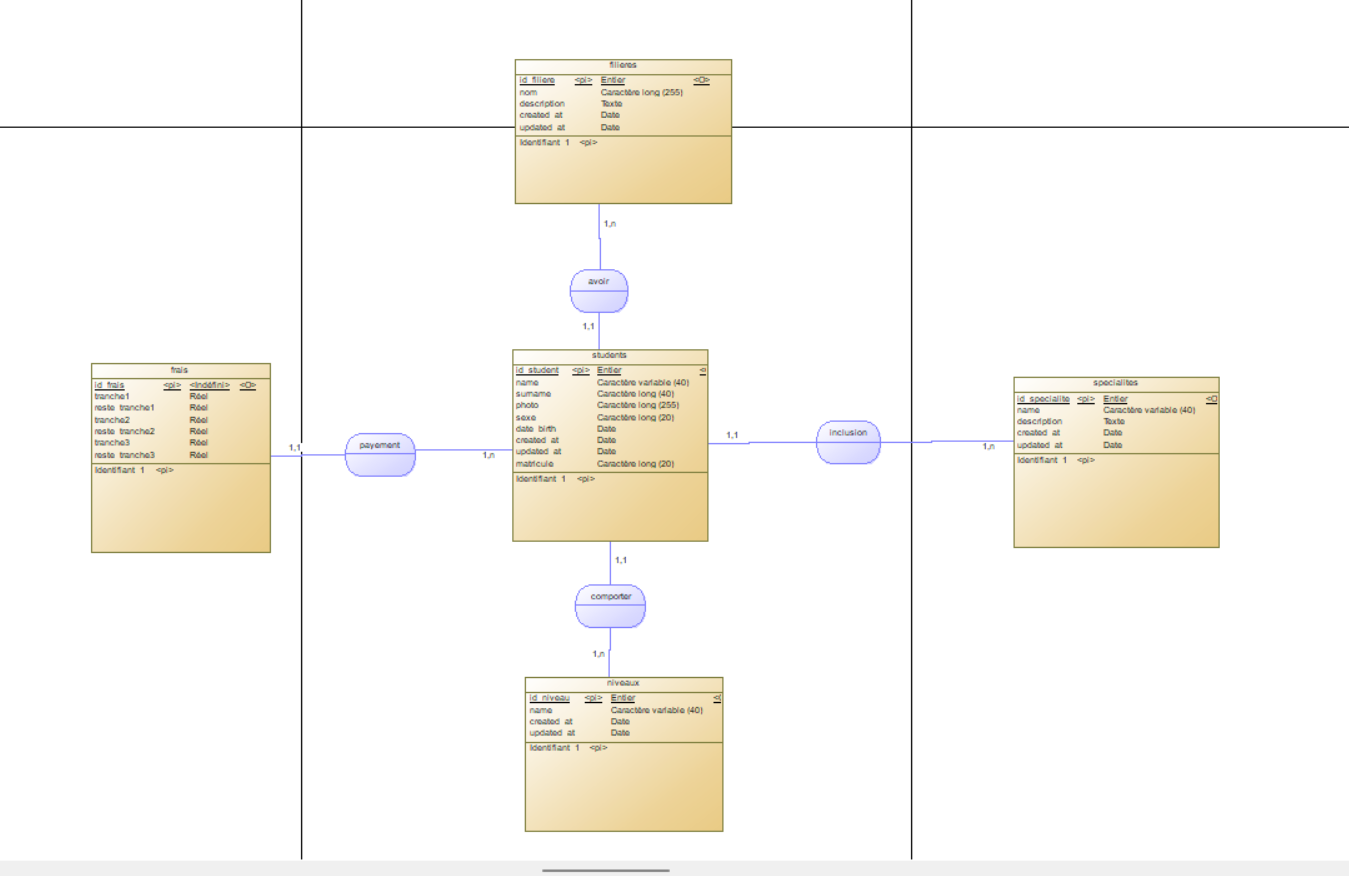 filieres
id_filiere <pi> Entier <O>
nom Caractère long (255)
description Texte
created_at Date
updated_at Date
Identifiant_1 <pi>
1,n
avoir
1,1
students
id_student <pi> Entier
name Caractère variable (40)
surname Caractère long (40)
photo Caractère long (255)
sexe Caractère long (20)
date_birth Date
created_at Date
updated_at Date
matricule Caractère long (20)
Identifiant_1 <pi>
frais
id_frais <pi> <Indéfini> <O>
tranche1 Réel
reste_tranche1 Réel
tranche2 Réel
reste_tranche2 Réel
tranche3 Réel
reste_tranche3 Réel
Identifiant_1 <pi>
1,1
payement
1,n
1,1
inclusion
1,n
specialites
id_specialite <pi> Entier <O
name Caractère variable (40)
description Texte
created_at Date
updated_at Date
Identifiant_1 <pi>
1,1
comporter
1,n
niveaux
id_niveau <pi> Entier
name Caractère variable (40)
created_at Date
updated_at Date
Identifiant_1 <pi>